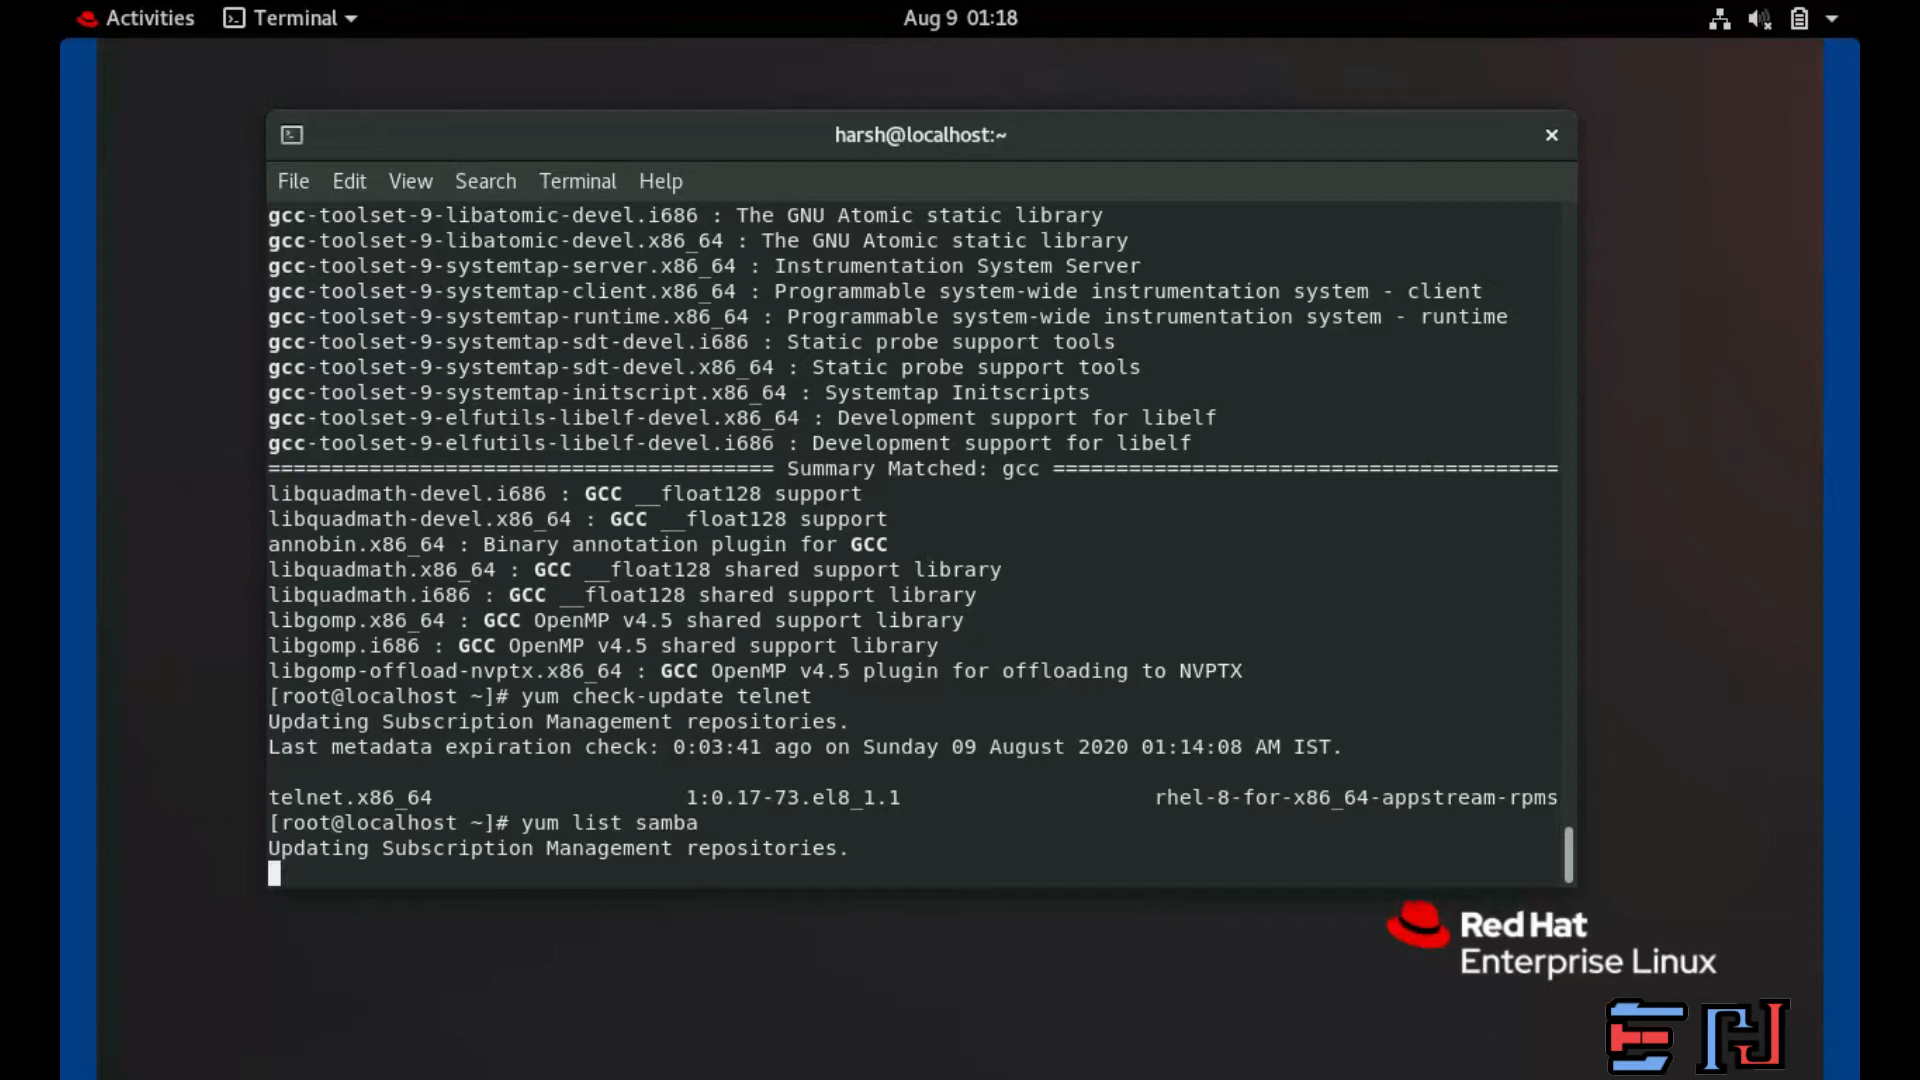 Activities Terminal Aug 9 01:18
harsh@localhost:~
File Edit View Search Terminal Help
gcc-toolset-9-libatomic-devel.i686 : The GNU Atomic static library
gcc-toolset-9-libatomic-devel.x86_64 : The GNU Atomic static library
gcc-toolset-9-systemtap-server.x86_64 : Instrumentation System Server
gcc-toolset-9-systemtap-client.x86_64 : Programmable system-wide instrumentation system - client
gcc-toolset-9-systemtap-runtime.x86_64 : Programmable system-wide instrumentation system - runtime
gcc-toolset-9-systemtap-sdt-devel.i686 : Static probe support tools
gcc-toolset-9-systemtap-sdt-devel.x86_64 : Static probe support tools
gcc-toolset-9-systemtap-initscript.x86_64 : Systemtap Initscripts
gcc-toolset-9-elfutils-libelf-devel.x86_64 : Development support for libelf
gcc-toolset-9-elfutils-libelf-devel.i686 : Development support for libelf
======================================== Summary Matched: gcc ========================================
libquadmath-devel.i686 : GCC __float128 support
libquadmath-devel.x86_64 : GCC __float128 support
annobin.x86_64 : Binary annotation plugin for GCC
libquadmath.x86_64 : GCC __float128 shared support library
libquadmath.i686 : GCC __float128 shared support library
libgomp.x86_64 : GCC OpenMP v4.5 shared support library
libgomp.i686 : GCC OpenMP v4.5 shared support library
libgomp-offload-nvptx.x86_64 : GCC OpenMP v4.5 plugin for offloading to NVPTX
[root@localhost ~]# yum check-update telnet
Updating Subscription Management repositories.
Last metadata expiration check: 0:03:41 ago on Sunday 09 August 2020 01:14:08 AM IST.
telnet.x86_64 1:0.17-73.el8_1.1 rhel-8-for-x86_64-appstream-rpms
[root@localhost ~]# yum list samba
Updating Subscription Management repositories.
Red Hat
Enterprise Linux